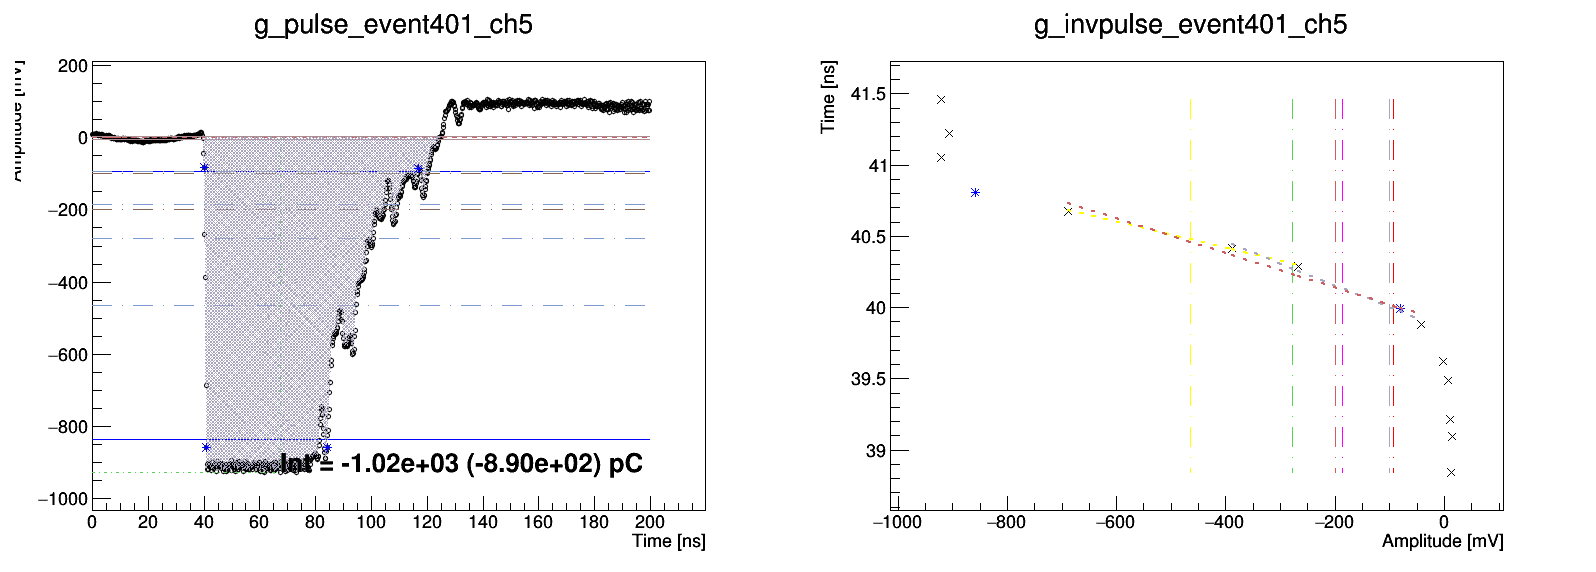 g_pulse_event401_ch5
Amplitude [mV]
200
0
−200
−400
−600
−800
−1000
0 20 40 60 80 100 120 140 160 180 200
Time [ns]
Int = -1.02e+03 (-8.90e+02) pC
g_invpulse_event401_ch5
Time [ns]
41.5
41
40.5
40
39.5
39
−1000 −800 −600 −400 −200 0
Amplitude [mV]